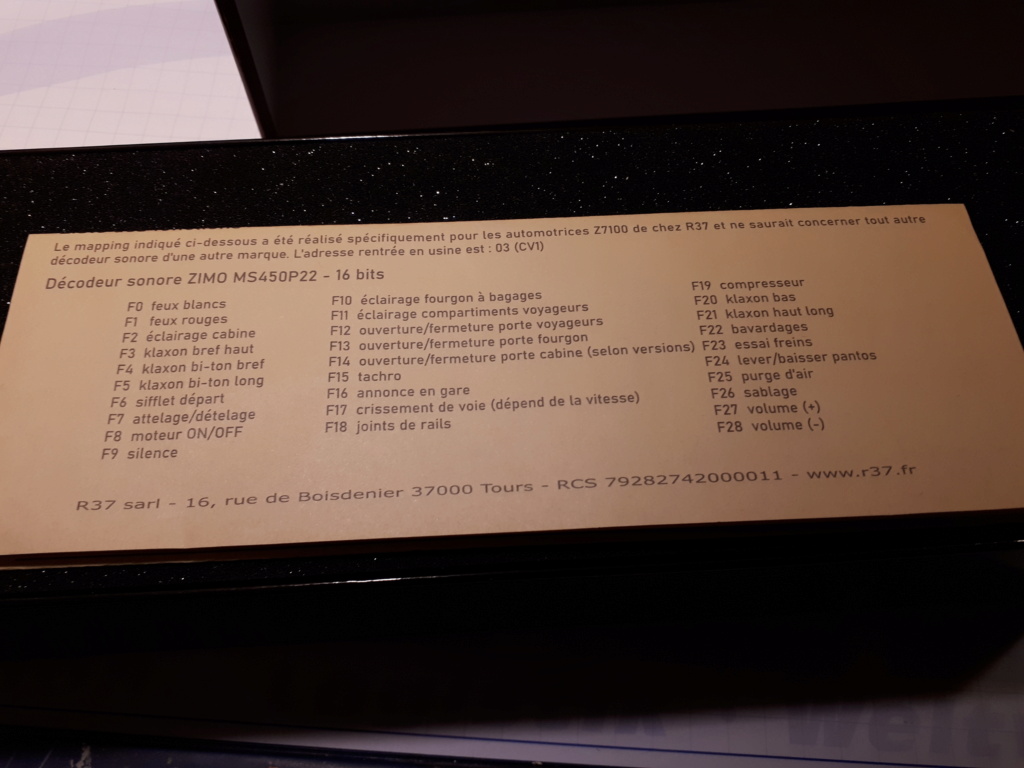 Le mapping indiqué ci-dessous a été réalisé spécifiquement pour les automotrices Z7100 de chez R37 et ne saurait concerner tout autre
décodeur sonore d'une autre marque. L'adresse rentrée en usine est : 03 (CV1)
Décodeur sonore ZIMO MS450P22 - 16 bits
F0 feux blancs
F1 feux rouges
F2 éclairage cabine
F3 klaxon bref haut
F4 klaxon bi-ton bref
F5 klaxon bi-ton long
F6 sifflet départ
F7 attelage/dételage
F8 moteur ON/OFF
F9 silence
F10 éclairage fourgon à bagages
F11 éclairage compartiments voyageurs
F12 ouverture/fermeture porte voyageurs
F13 ouverture/fermeture porte fourgon
F14 ouverture/fermeture porte cabine (selon versions)
F15 tachro
F16 annonce en gare
F17 crissement de voie (dépend de la vitesse)
F18 joints de rails
F19 compresseur
F20 klaxon bas
F21 klaxon haut long
F22 bavardages
F23 essai freins
F24 lever/baisser pantos
F25 purge d'air
F26 sablage
F27 volume (+)
F28 volume (-)
R37 sarl - 16, rue de Boisdenier 37000 Tours - RCS 79282742000011 - www.r37.fr